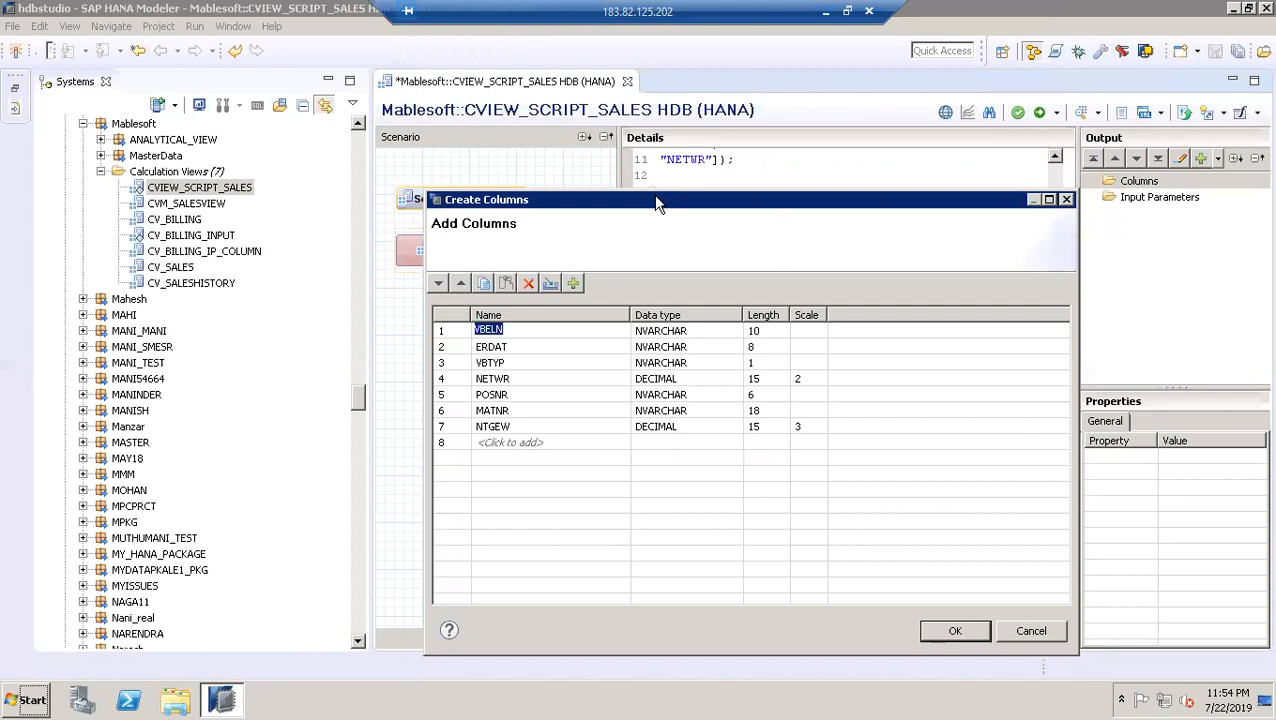 hdbstudio - SAP HANA Modeler - Mablesoft::CVIEW_SCRIPT_SALES h
183.82.125.202
File Edit View Navigate Project Run Window Help
Quick Access
Systems
*Mablesoft::CVIEW_SCRIPT_SALES HDB (HANA)
Mablesoft::CVIEW_SCRIPT_SALES HDB (HANA)
SQL
Scenario
Details
Output
11 "NETWR"]);
12
Columns
Input Parameters
Mablesoft
ANALYTICAL_VIEW
MasterData
Calculation Views (7)
CVIEW_SCRIPT_SALES
CVM_SALESVIEW
CV_BILLING
CV_BILLING_INPUT
CV_BILLING_IP_COLUMN
CV_SALES
CV_SALESHISTORY
Mahesh
MAHI
MANI_MANI
MANI_SMESR
MANI_TEST
MANI54664
MANINDER
MANISH
Manzar
MASTER
MAY18
MMM
MOHAN
MPCPRCT
MPKG
MUTHUMANI_TEST
MY_HANA_PACKAGE
MYDATAPKALE1_PKG
MYISSUES
NAGA11
Nani_real
NARENDRA
Create Columns
Add Columns
Name Data type Length Scale
1 VBELN NVARCHAR 10
2 ERDAT NVARCHAR 8
3 VBTYP NVARCHAR 1
4 NETWR DECIMAL 15 2
5 POSNR NVARCHAR 6
6 MATNR NVARCHAR 18
7 NTGEW DECIMAL 15 3
8 <Click to add>
OK Cancel
Properties
General
Property Value
Start
11:54 PM
7/22/2019